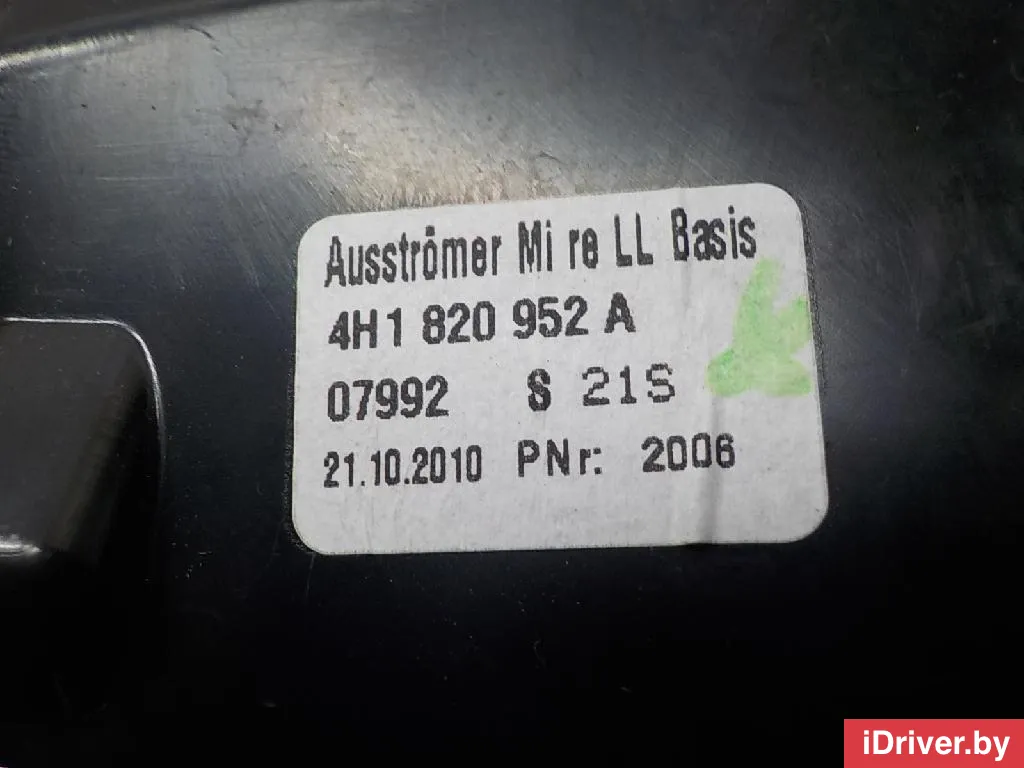 Ausströmer Mi re LL Basis
4H1 820 952 A
07992 S 21S
21.10.2010 PNr: 2006
iDriver.by